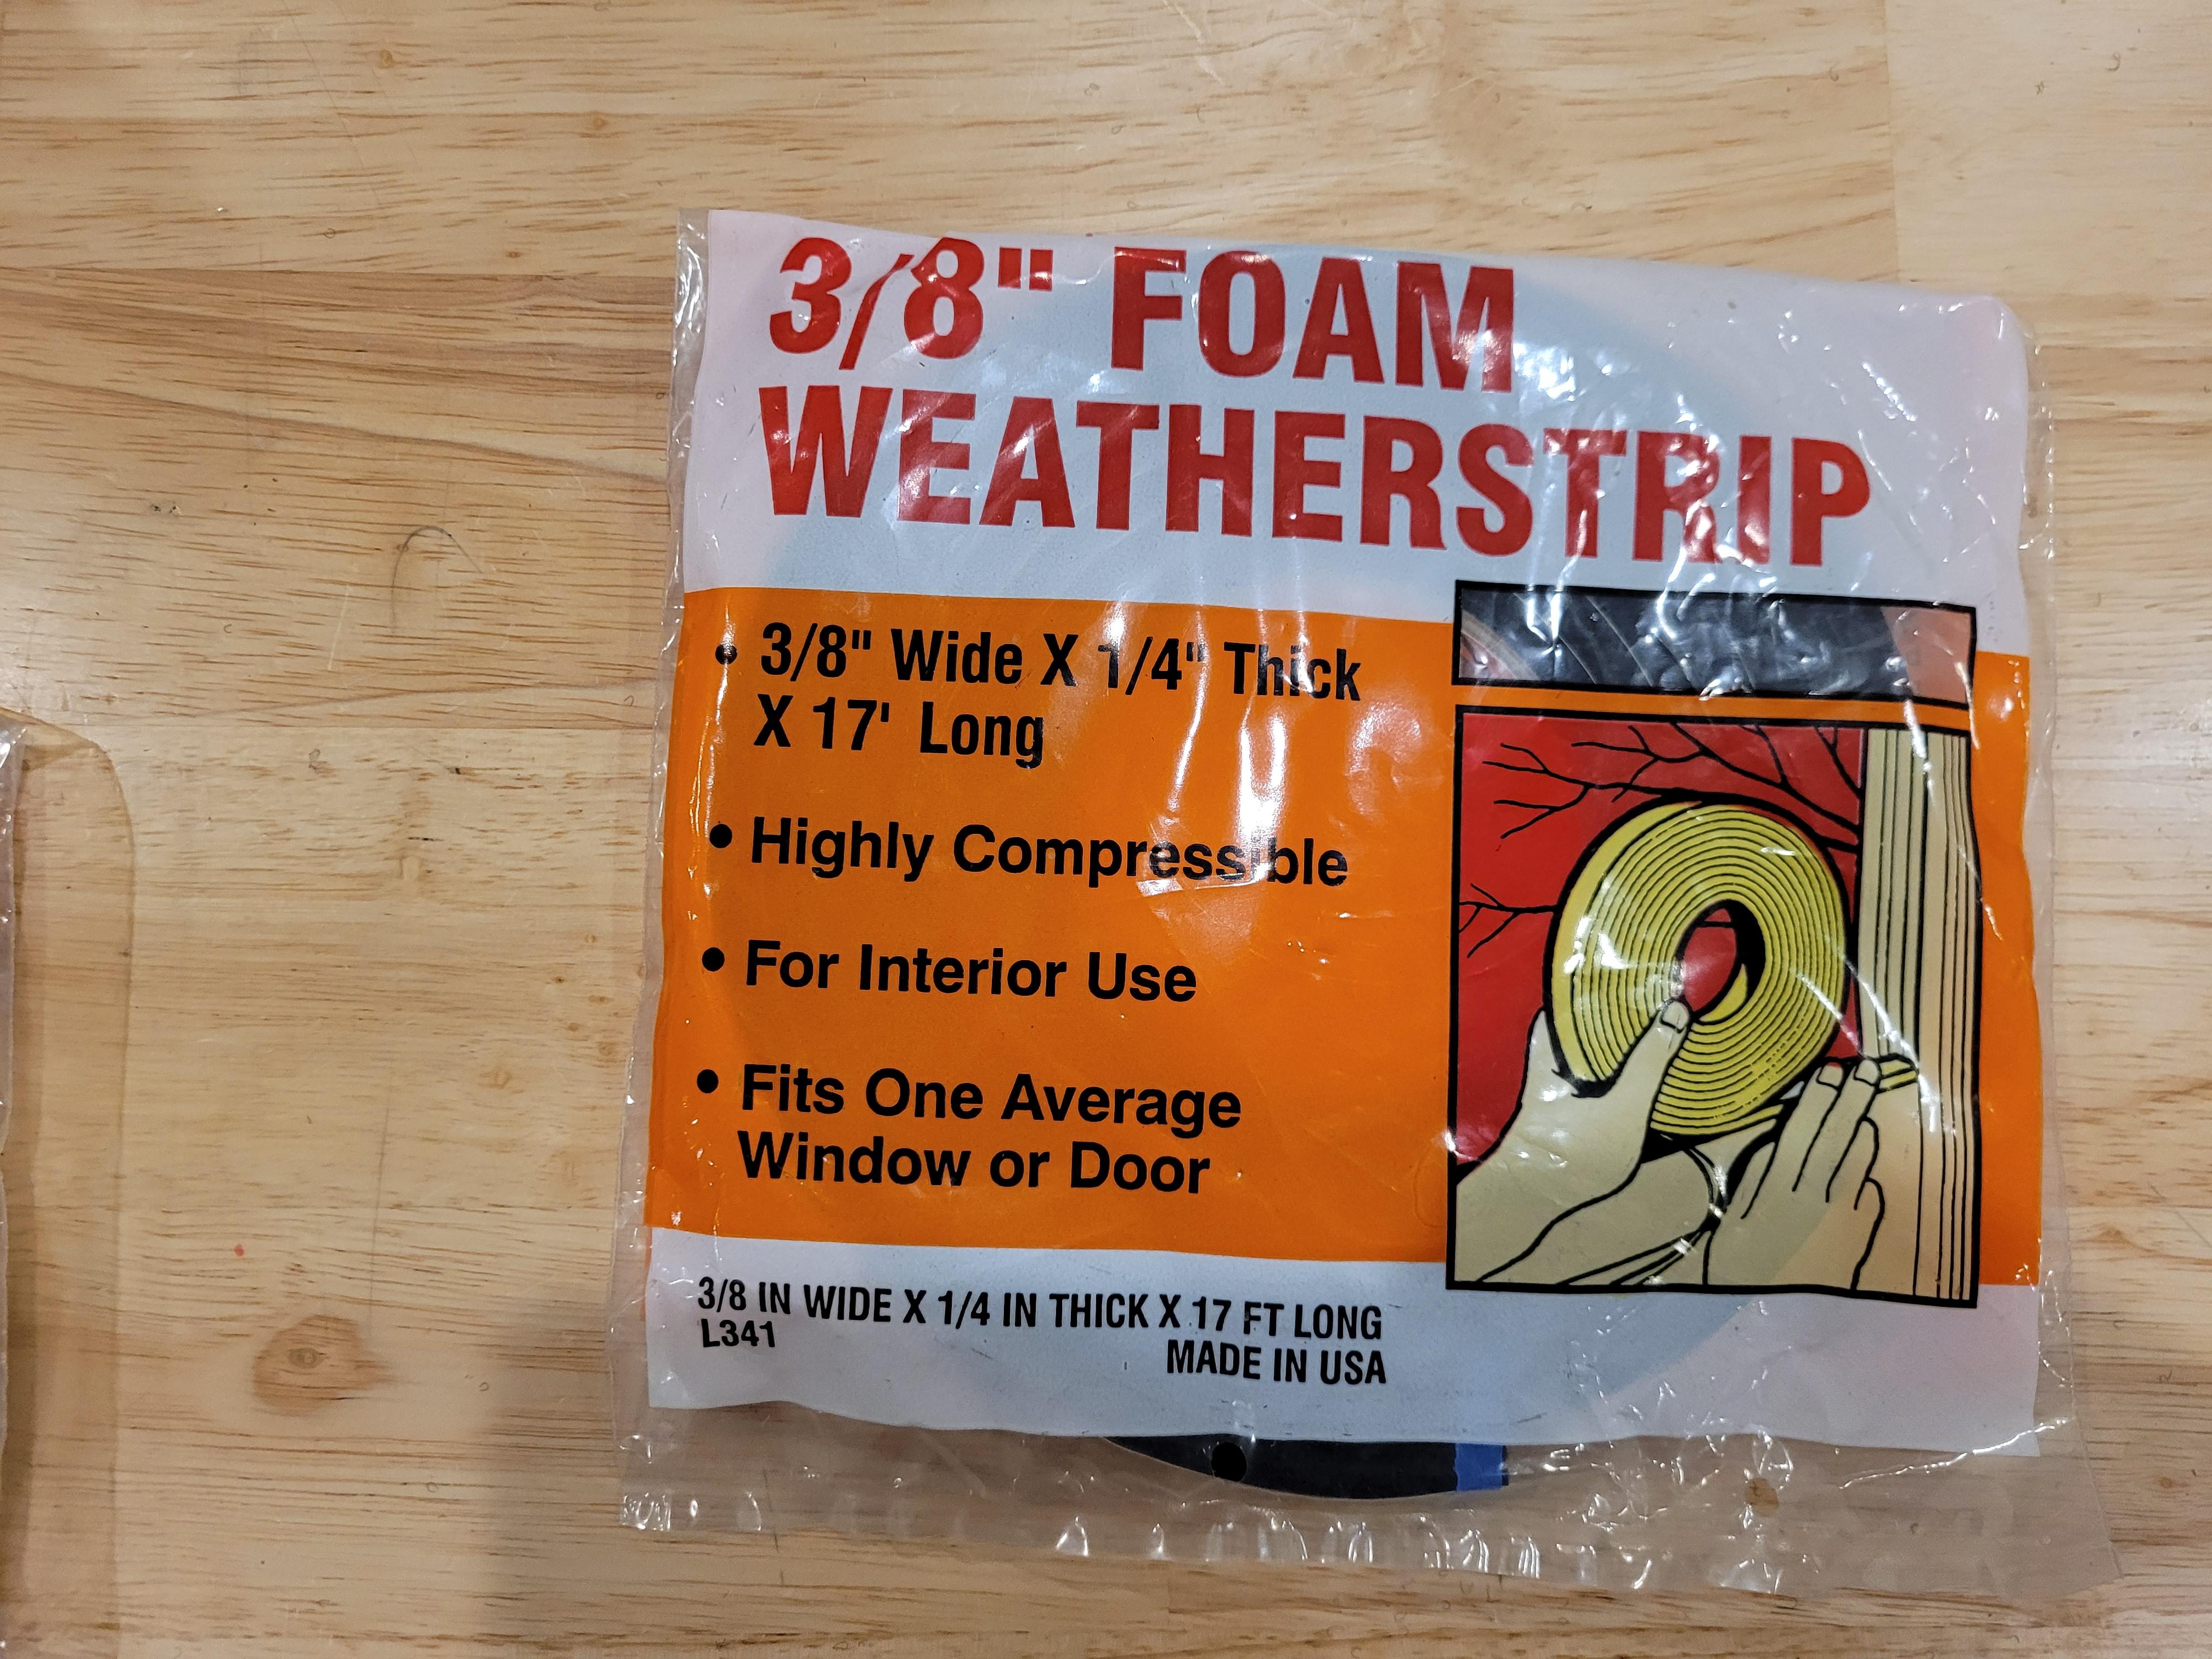 3/8" FOAM
WEATHERSTRIP
• 3/8" Wide X 1/4" Thick
X 17' Long
• Highly Compressible
• For Interior Use
• Fits One Average
Window or Door
3/8 IN WIDE X 1/4 IN THICK X 17 FT LONG
L341
MADE IN USA